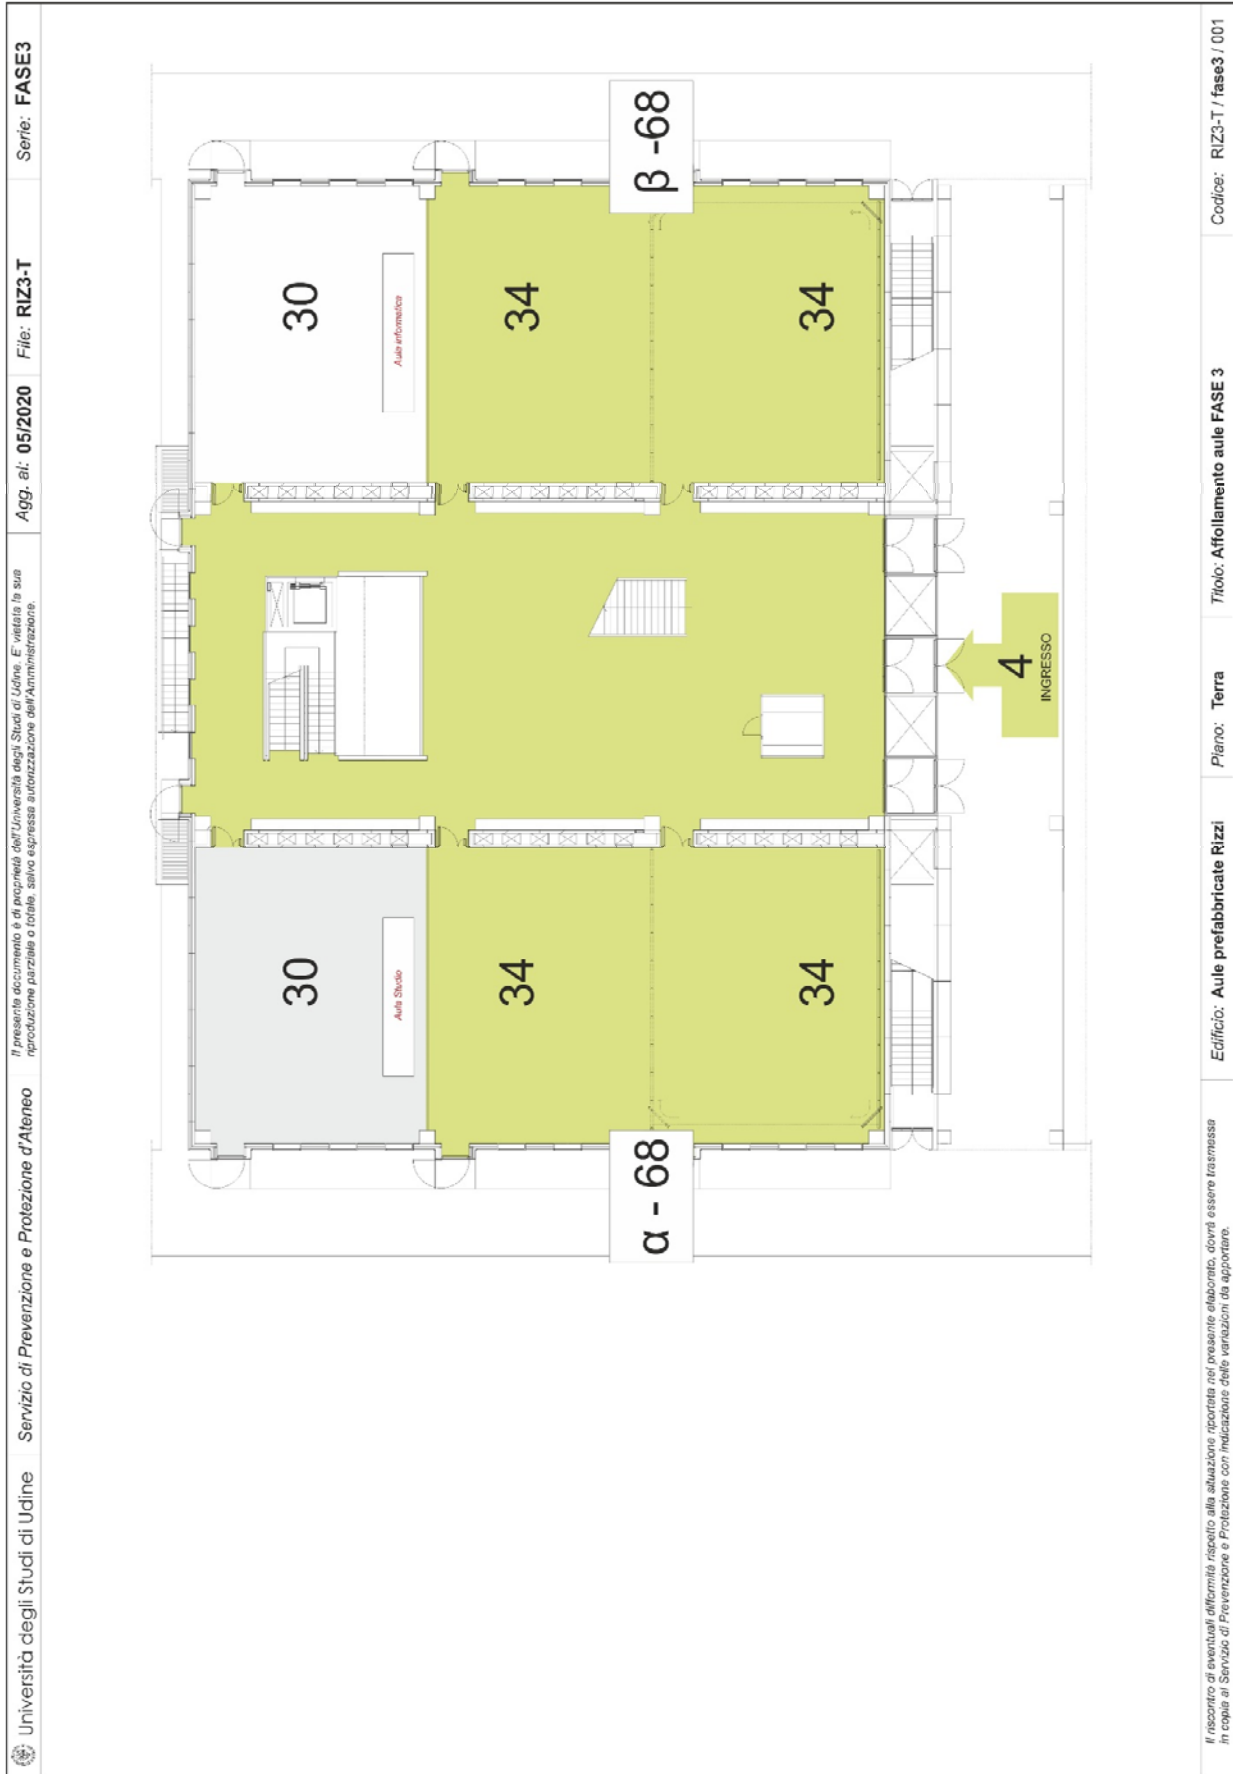 Università degli Studi di Udine
Servizio di Prevenzione e Protezione d'Ateneo
Il presente documento è di proprietà dell'Università degli Studi di Udine. E' vietata la sua
riproduzione parziale o totale, salvo espressa autorizzazione dell'Amministrazione.
Agg. al: 05/2020
File: RIZ3-T
Serie: FASE3
30
Aula Studio
30
Aula informatica
34
34
α - 68
β -68
34
34
4
INGRESSO
Il riscontro di eventuali difformità rispetto alla situazione riportata nel presente elaborato, dovrà essere trasmessa
in copia al Servizio di Prevenzione e Protezione con indicazione delle variazioni da apportare.
Edificio: Aule prefabbricate Rizzi
Piano: Terra
Titolo: Affollamento aule FASE 3
Codice: RIZ3-T / fase3 / 001